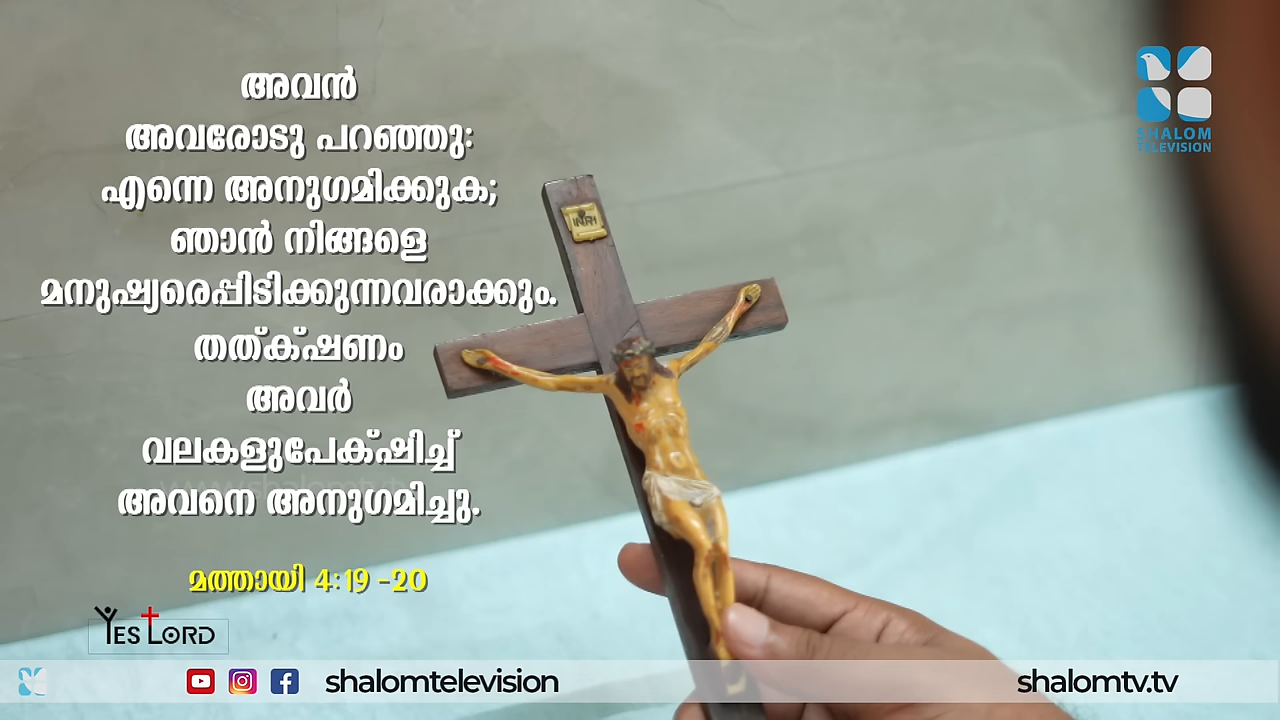 അവൻ
അവരോടു പറഞ്ഞു:
എന്നെ അനുഗമിക്കുക;
ഞാൻ നിങ്ങളെ
മനുഷ്യരെപ്പിടിക്കുന്നവരാക്കും.
തത്ക്ഷണം
അവർ
വലകളുപേക്ഷിച്ച്
അവനെ അനുഗമിച്ചു.
മത്തായി 4:19 -20
SHALOM
TELEVISION
INRI
YES LORD
shalomtelevision
shalomtv.tv